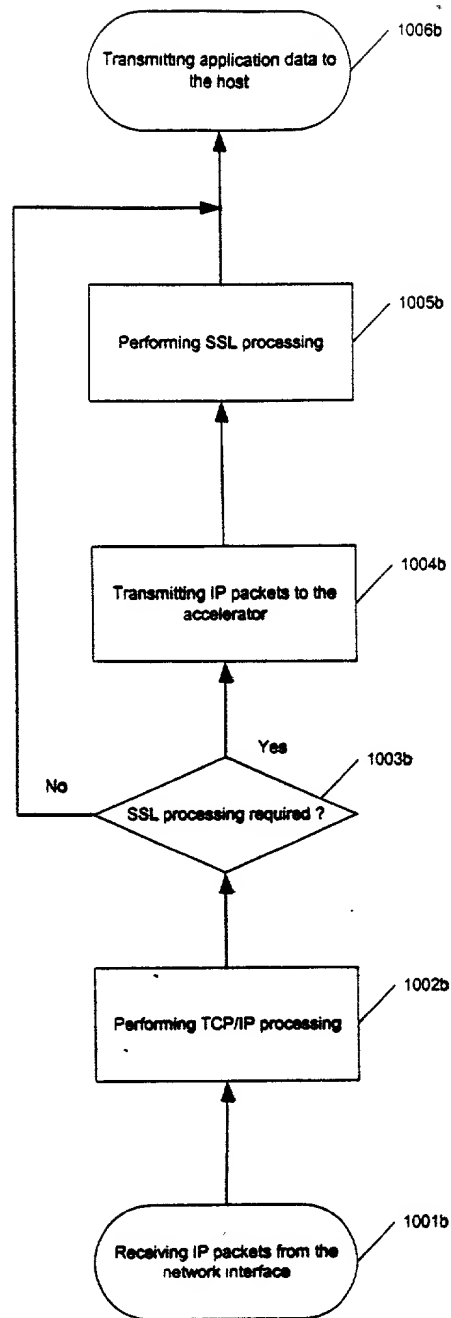 1006b
Transmitting application data to
the host
1005b
Performing SSL processing
1004b
Transmitting IP packets to the
accelerator
Yes
1003b
No
SSL processing required ?
1002b
Performing TCP/IP processing
1001b
Receiving IP packets from the
network interface